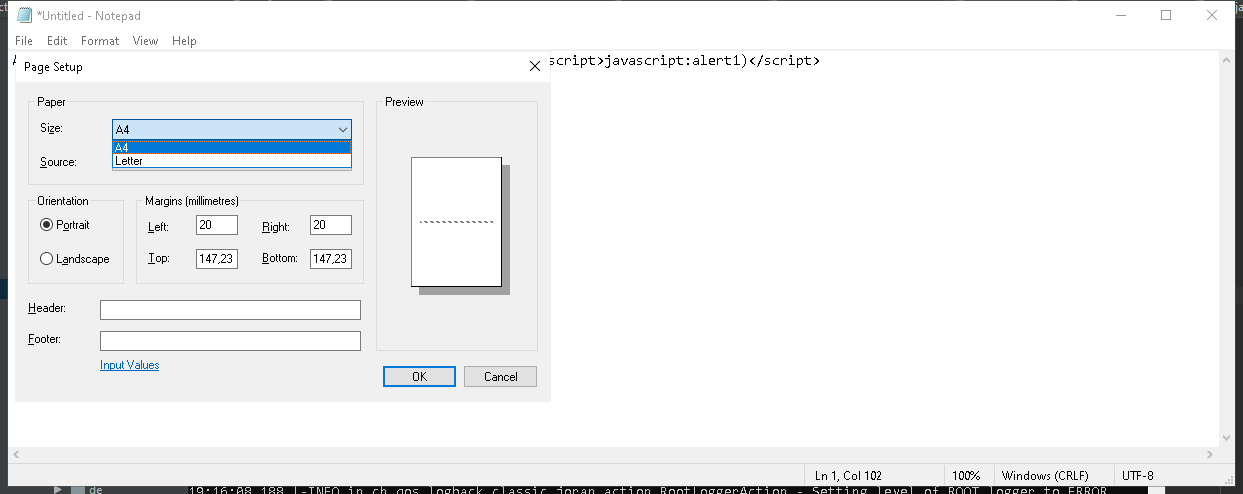 *Untitled - Notepad
File Edit Format View Help
script>javascript:alert1)</script>
Page Setup
Paper
Size: A4
A4
Letter
Source:
Orientation
Portrait
Landscape
Margins (millimetres)
Left: 20 Right: 20
Top: 147,23 Bottom: 147,23
Preview
Header:
Footer:
Input Values
OK Cancel
Ln 1, Col 102 100% Windows (CRLF) UTF-8
de 19:16:08,188 |-INFO in ch.qos.logback.classic.joran.action.RootLoggerAction - Setting level of ROOT logger to ERROR